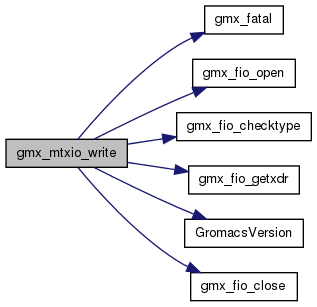 gmx_fatal
gmx_fio_open
gmx_fio_checktype
gmx_mtxio_write
gmx_fio_getxdr
GromacsVersion
gmx_fio_close